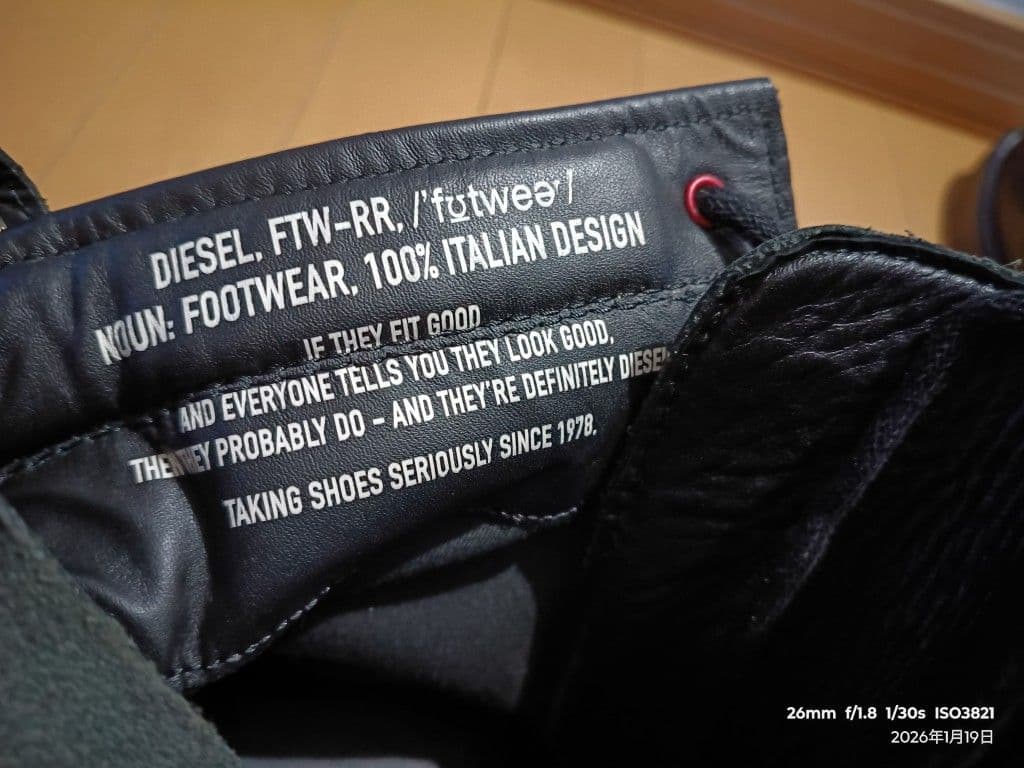 DIESEL, FTW-RR, /'fʊtweəʳ/
NOUN: FOOTWEAR, 100% ITALIAN DESIGN
IF THEY FIT GOOD
AND EVERYONE TELLS YOU THEY LOOK GOOD,
THEN THEY PROBABLY DO - AND THEY'RE DEFINITELY DIESEL.
TAKING SHOES SERIOUSLY SINCE 1978.
26mm f/1.8 1/30s ISO3821
2026年1月19日